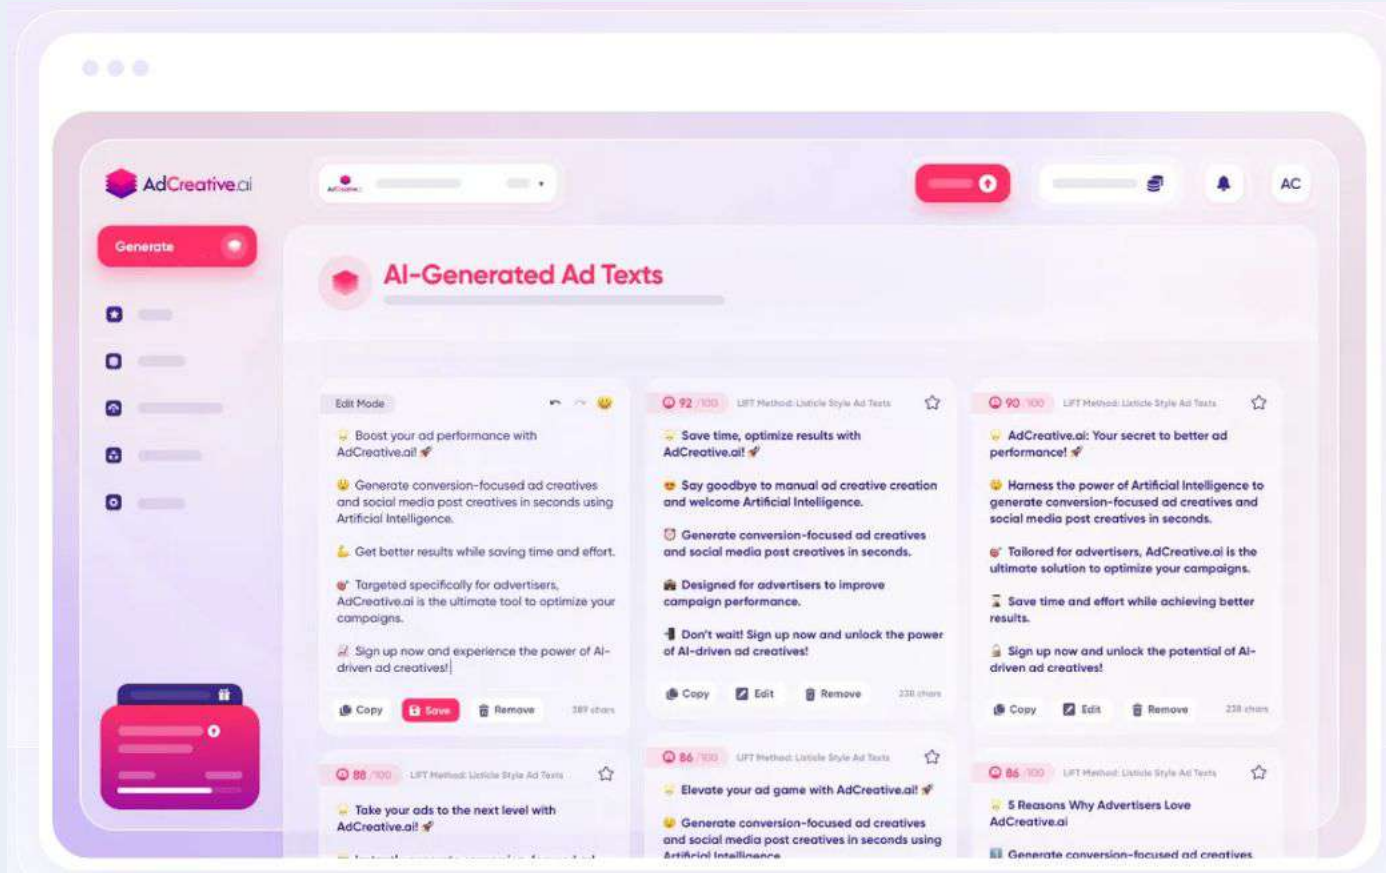 AdCreative.ai
AC
Generate
AI-Generated Ad Texts
Edit Mode
Boost your ad performance with
AdCreative.ai! 🚀
Generate conversion-focused ad creatives
and social media post creatives in seconds using
Artificial Intelligence.
💪 Get better results while saving time and effort.
🎯 Targeted specifically for advertisers,
AdCreative.ai is the ultimate tool to optimize your
campaigns.
📈 Sign up now and experience the power of AI-
driven ad creatives!
Copy
Save
Remove
389 chars
92 /100
LIFT Method: Listicle Style Ad Texts
Save time, optimize results with
AdCreative.ai! 🚀
😍 Say goodbye to manual ad creative creation
and welcome Artificial Intelligence.
⏰ Generate conversion-focused ad creatives
and social media post creatives in seconds.
Designed for advertisers to improve
campaign performance.
Don't wait! Sign up now and unlock the power
of AI-driven ad creatives!
Copy
Edit
Remove
238 chars
90 /100
LIFT Method: Listicle Style Ad Texts
AdCreative.ai: Your secret to better ad
performance! 🚀
Harness the power of Artificial Intelligence to
generate conversion-focused ad creatives and
social media post creatives in seconds.
🎯 Tailored for advertisers, AdCreative.ai is the
ultimate solution to optimize your campaigns.
⌛ Save time and effort while achieving better
results.
🔓 Sign up now and unlock the potential of AI-
driven ad creatives!
Copy
Edit
Remove
238 chars
88 /100
LIFT Method: Listicle Style Ad Texts
Take your ads to the next level with
AdCreative.ai! 🚀
86 /100
LIFT Method: Listicle Style Ad Texts
Elevate your ad game with AdCreative.ai! 🚀
Generate conversion-focused ad creatives
and social media post creatives in seconds using
Artificial Intelligence
86 /100
LIFT Method: Listicle Style Ad Texts
5 Reasons Why Advertisers Love
AdCreative.ai
1️⃣ Generate conversion-focused ad creatives